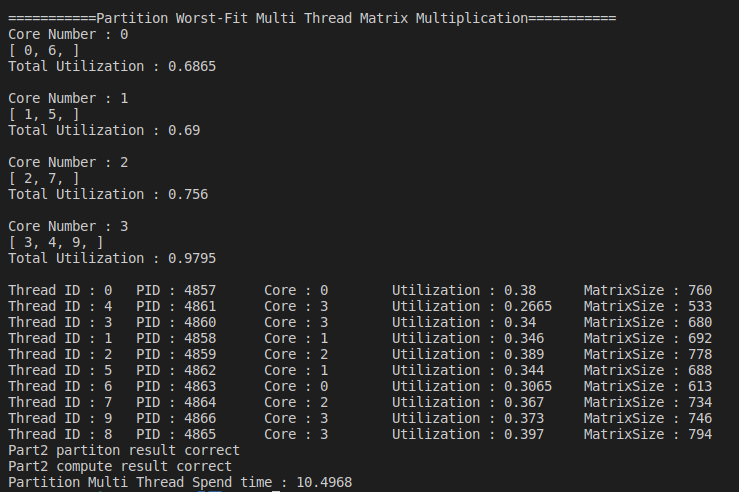 ===========Partition Worst-Fit Multi Thread Matrix Multiplication===========
Core Number : 0
[ 0, 6, ]
Total Utilization : 0.6865
Core Number : 1
[ 1, 5, ]
Total Utilization : 0.69
Core Number : 2
[ 2, 7, ]
Total Utilization : 0.756
Core Number : 3
[ 3, 4, 9, ]
Total Utilization : 0.9795
Thread ID : 0 PID : 4857 Core : 0 Utilization : 0.38 MatrixSize : 760
Thread ID : 4 PID : 4861 Core : 3 Utilization : 0.2665 MatrixSize : 533
Thread ID : 3 PID : 4860 Core : 3 Utilization : 0.34 MatrixSize : 680
Thread ID : 1 PID : 4858 Core : 1 Utilization : 0.346 MatrixSize : 692
Thread ID : 2 PID : 4859 Core : 2 Utilization : 0.389 MatrixSize : 778
Thread ID : 5 PID : 4862 Core : 1 Utilization : 0.344 MatrixSize : 688
Thread ID : 6 PID : 4863 Core : 0 Utilization : 0.3065 MatrixSize : 613
Thread ID : 7 PID : 4864 Core : 2 Utilization : 0.367 MatrixSize : 734
Thread ID : 9 PID : 4866 Core : 3 Utilization : 0.373 MatrixSize : 746
Thread ID : 8 PID : 4865 Core : 3 Utilization : 0.397 MatrixSize : 794
Part2 partiton result correct
Part2 compute result correct
Partition Multi Thread Spend time : 10.4968